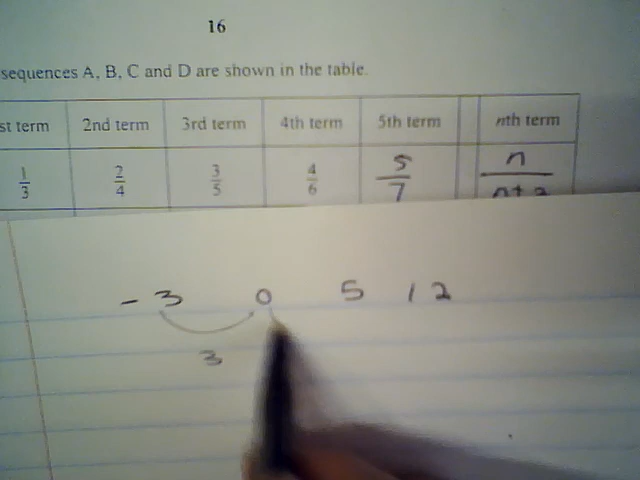 16
sequences A, B, C and D are shown in the table.
st term 2nd term 3rd term 4th term 5th term nth term
1/3 2/4 3/5 4/6 5/7 n/n+2
- 3 0 5 12
3